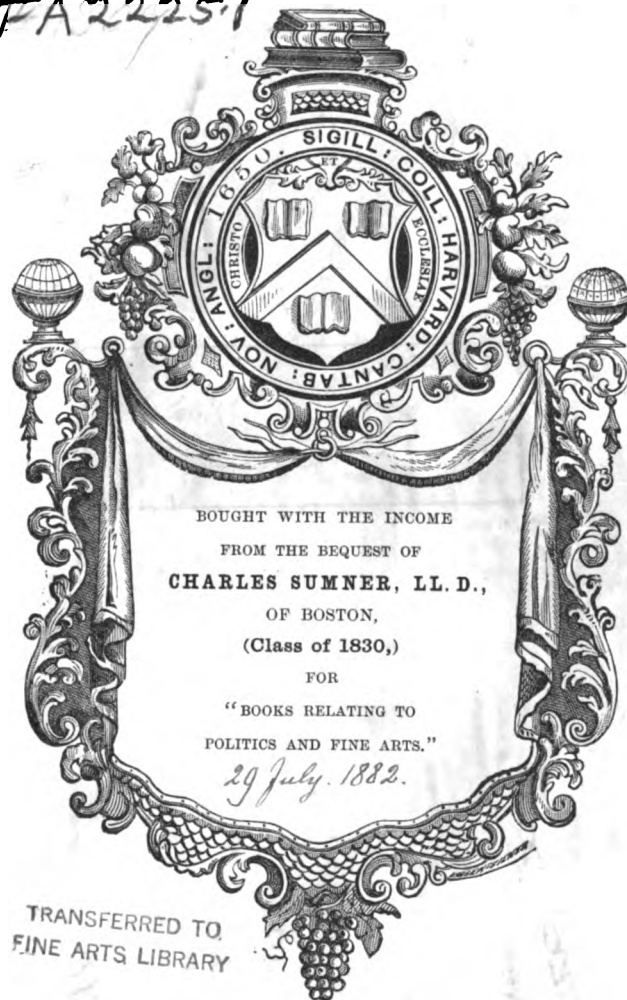 FA2225.1
SIGILL: COLL: HARVARD: CANTAB: NOV: ANGL: 1650.
ET
CHRISTO
ECCLESIAE
BOUGHT WITH THE INCOME
FROM THE BEQUEST OF
CHARLES SUMNER, LL. D.,
OF BOSTON,
(Class of 1830,)
FOR
"BOOKS RELATING TO
POLITICS AND FINE ARTS."
29 July. 1882.
TRANSFERRED TO
FINE ARTS LIBRARY